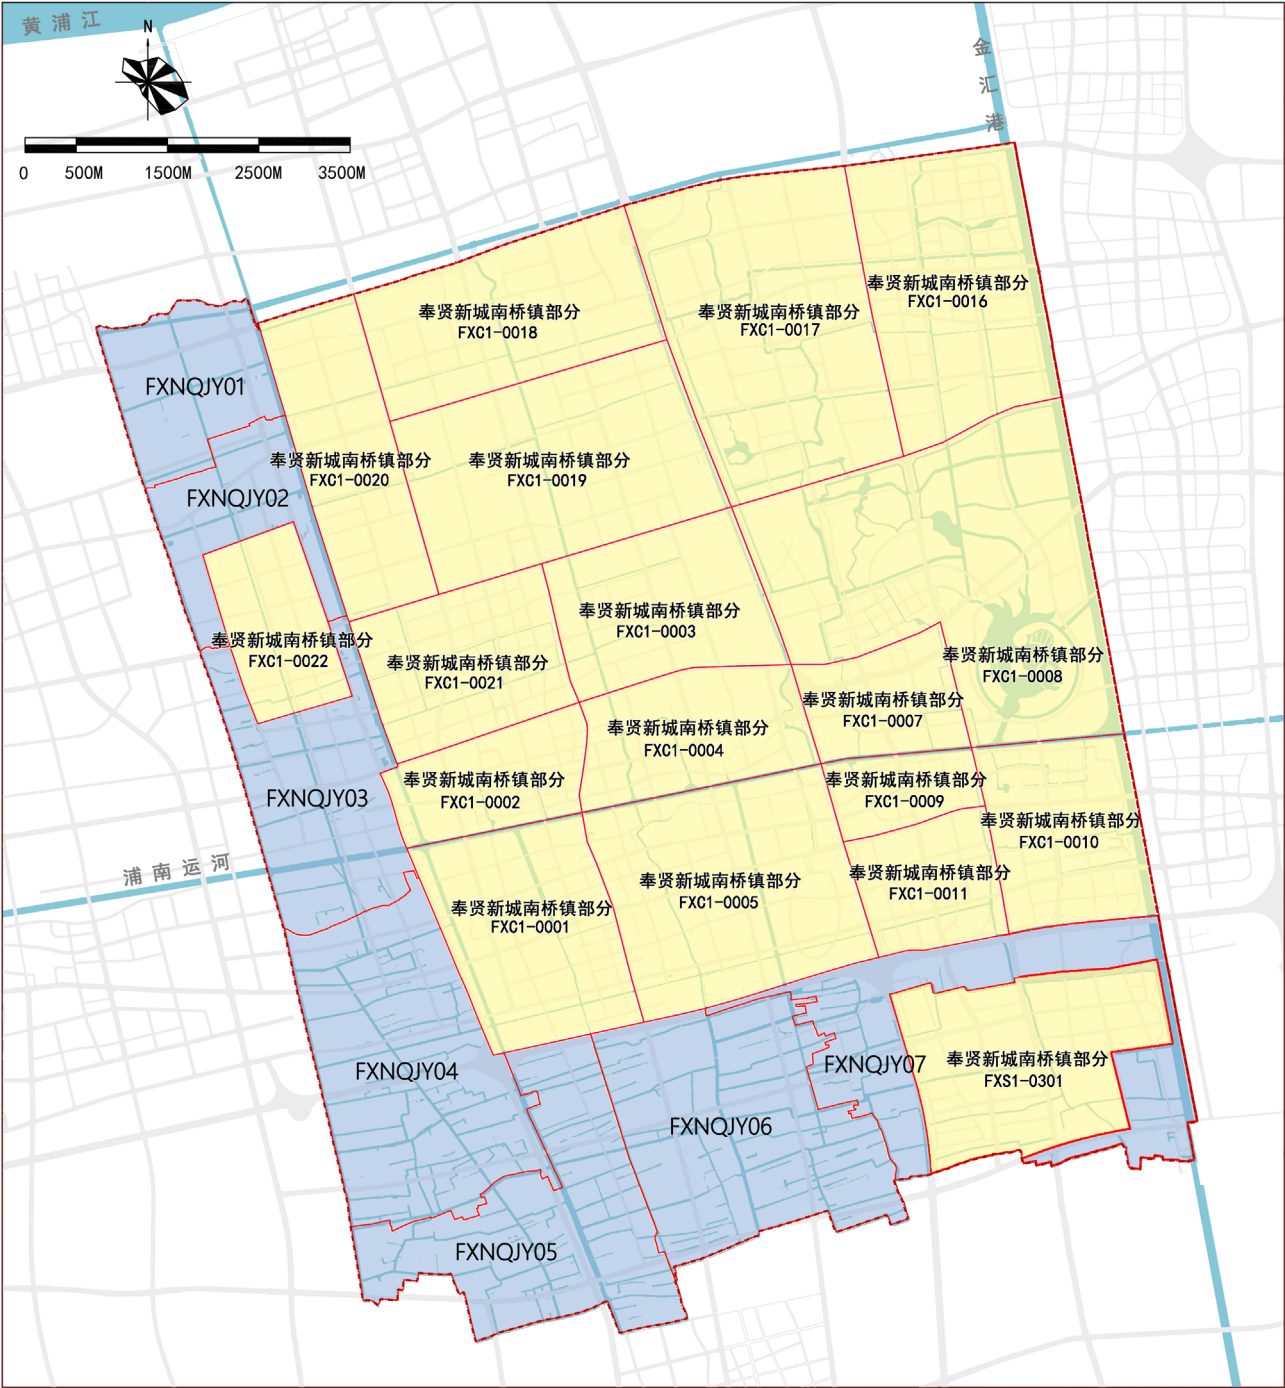 黄浦江
N
金汇港
0 500M 1500M 2500M 3500M
奉贤新城南桥镇部分
FXC1-0016
奉贤新城南桥镇部分
FXC1-0018
奉贤新城南桥镇部分
FXC1-0017
FXNQJY01
奉贤新城南桥镇部分
FXC1-0020
奉贤新城南桥镇部分
FXC1-0019
FXNQJY02
奉贤新城南桥镇部分
FXC1-0003
奉贤新城南桥镇部分
FXC1-0022
奉贤新城南桥镇部分
FXC1-0021
奉贤新城南桥镇部分
FXC1-0008
奉贤新城南桥镇部分
FXC1-0007
奉贤新城南桥镇部分
FXC1-0004
奉贤新城南桥镇部分
FXC1-0002
奉贤新城南桥镇部分
FXC1-0009
FXNQJY03
奉贤新城南桥镇部分
FXC1-0010
浦南运河
奉贤新城南桥镇部分
FXC1-0011
奉贤新城南桥镇部分
FXC1-0005
奉贤新城南桥镇部分
FXC1-0001
FXNQJY04
FXNQJY07
奉贤新城南桥镇部分
FXS1-0301
FXNQJY06
FXNQJY05